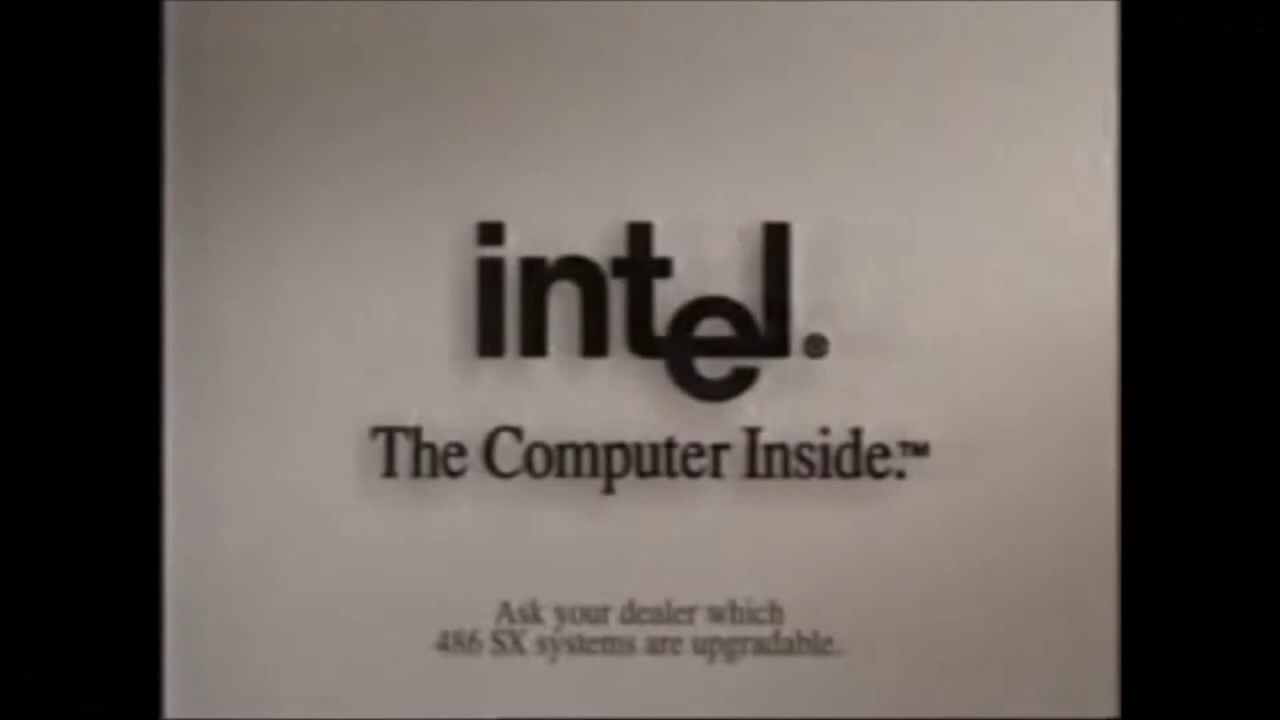 intel.
The Computer Inside.™
Ask your dealer which
486 SX systems are upgradable.